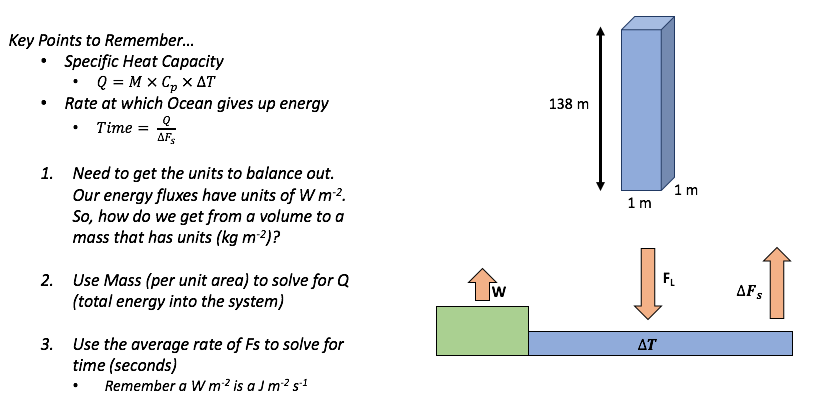 Key Points to Remember...
• Specific Heat Capacity
• Q = M × Cₚ × ΔT
• Rate at which Ocean gives up energy
• Time = Q/ΔFₛ
1. Need to get the units to balance out.
Our energy fluxes have units of W m⁻².
So, how do we get from a volume to a
mass that has units (kg m⁻²)?
2. Use Mass (per unit area) to solve for Q
(total energy into the system)
3. Use the average rate of Fs to solve for
time (seconds)
• Remember a W m⁻² is a J m⁻² s⁻¹
138 m
1 m
1 m
W
F_L
ΔFₛ
ΔT